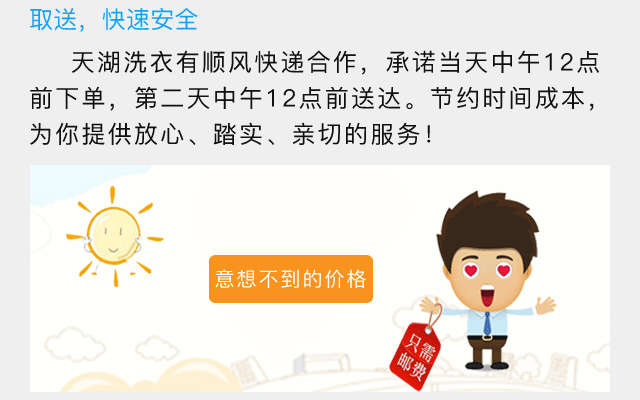 取送，快速安全
天湖洗衣有顺风快递合作，承诺当天中午12点
前下单，第二天中午12点前送达。节约时间成本，
为你提供放心、踏实、亲切的服务！
意想不到的价格
只需
邮费